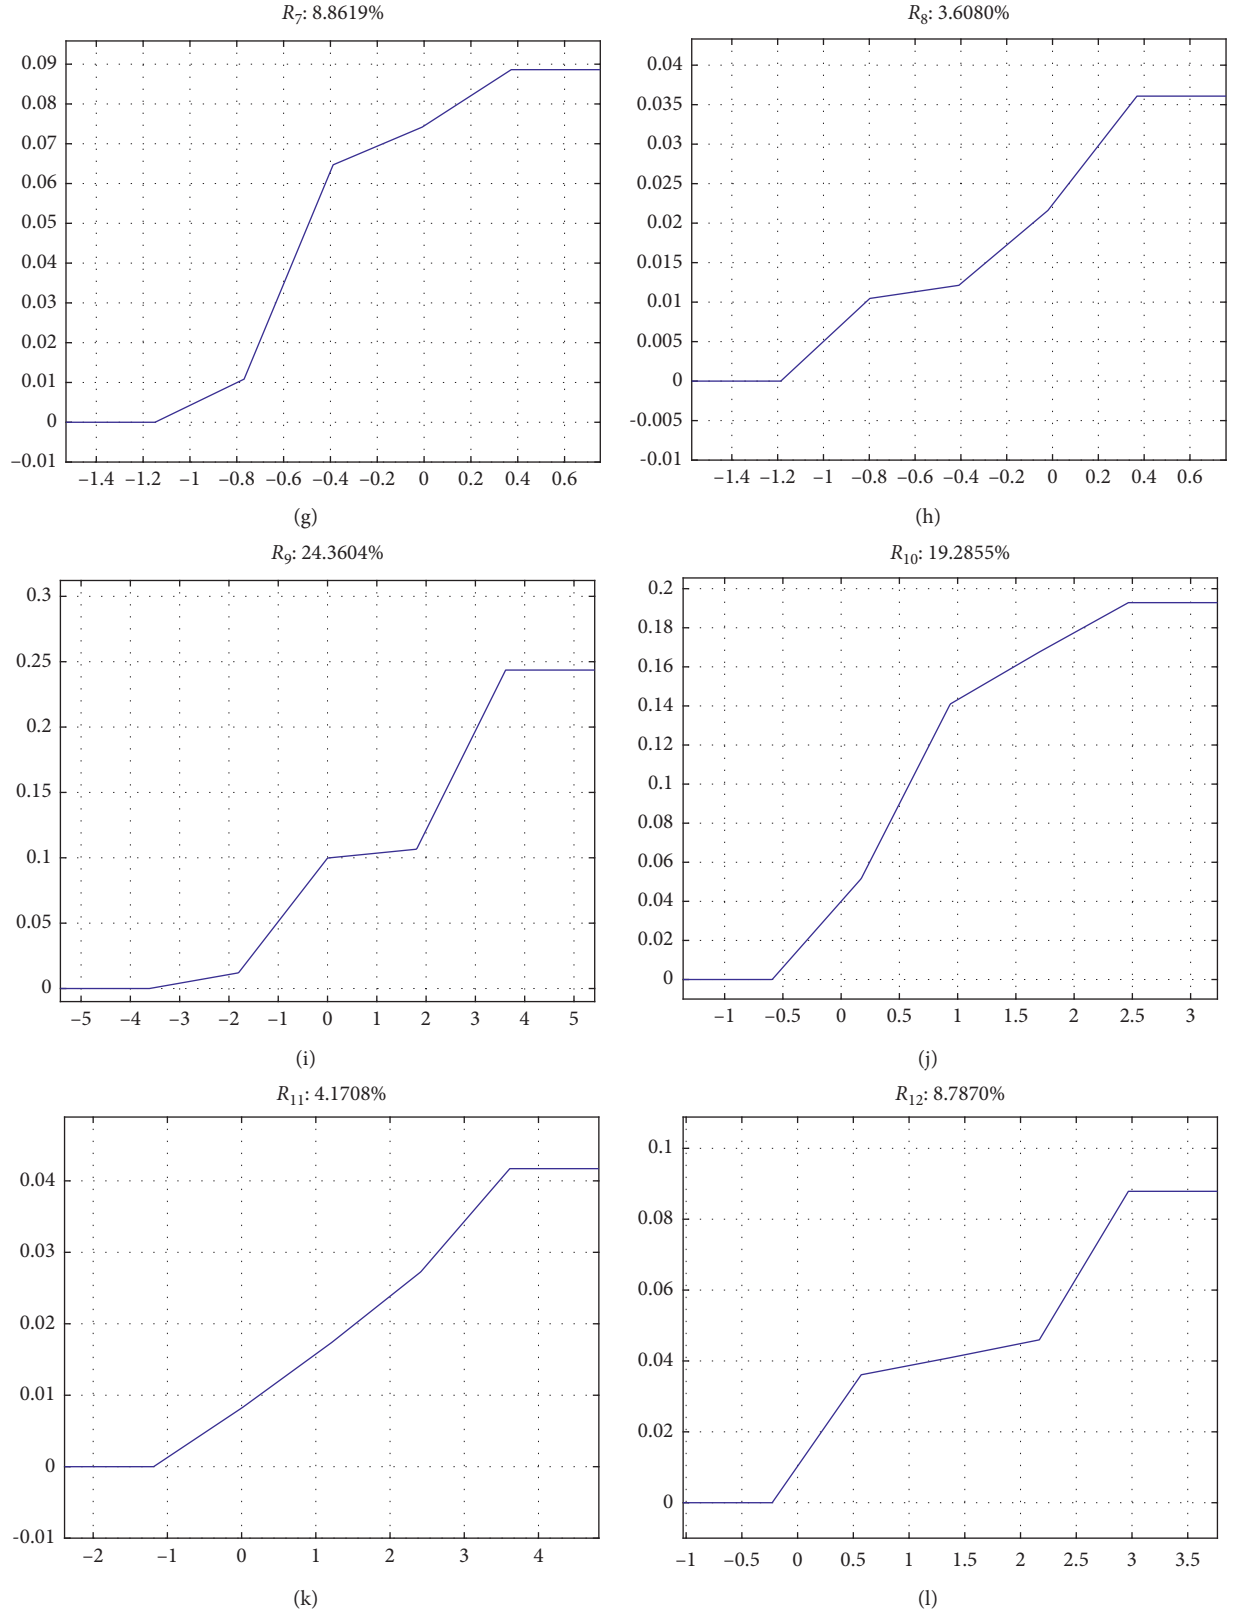 R7: 8.8619%
0.09
0.08
0.07
0.06
0.05
0.04
0.03
0.02
0.01
0
–0.01
–1.4 –1.2 –1 –0.8 –0.6 –0.4 –0.2 0 0.2 0.4 0.6
(g)
R8: 3.6080%
0.04
0.035
0.03
0.025
0.02
0.015
0.01
0.005
0
-0.005
-0.01
–1.4 –1.2 –1 –0.8 –0.6 –0.4 –0.2 0 0.2 0.4 0.6
(h)
R9: 24.3604%
0.3
0.25
0.2
0.15
0.1
0.05
0
–5 –4 –3 –2 –1 0 1 2 3 4 5
(i)
R10: 19.2855%
0.2
0.18
0.16
0.14
0.12
0.1
0.08
0.06
0.04
0.02
0
–1 –0.5 0 0.5 1 1.5 2 2.5 3
(j)
R11: 4.1708%
0.04
0.03
0.02
0.01
0
-0.01
–2 –1 0 1 2 3 4
(k)
R12: 8.7870%
0.1
0.08
0.06
0.04
0.02
0
–1 –0.5 0 0.5 1 1.5 2 2.5 3 3.5
(l)